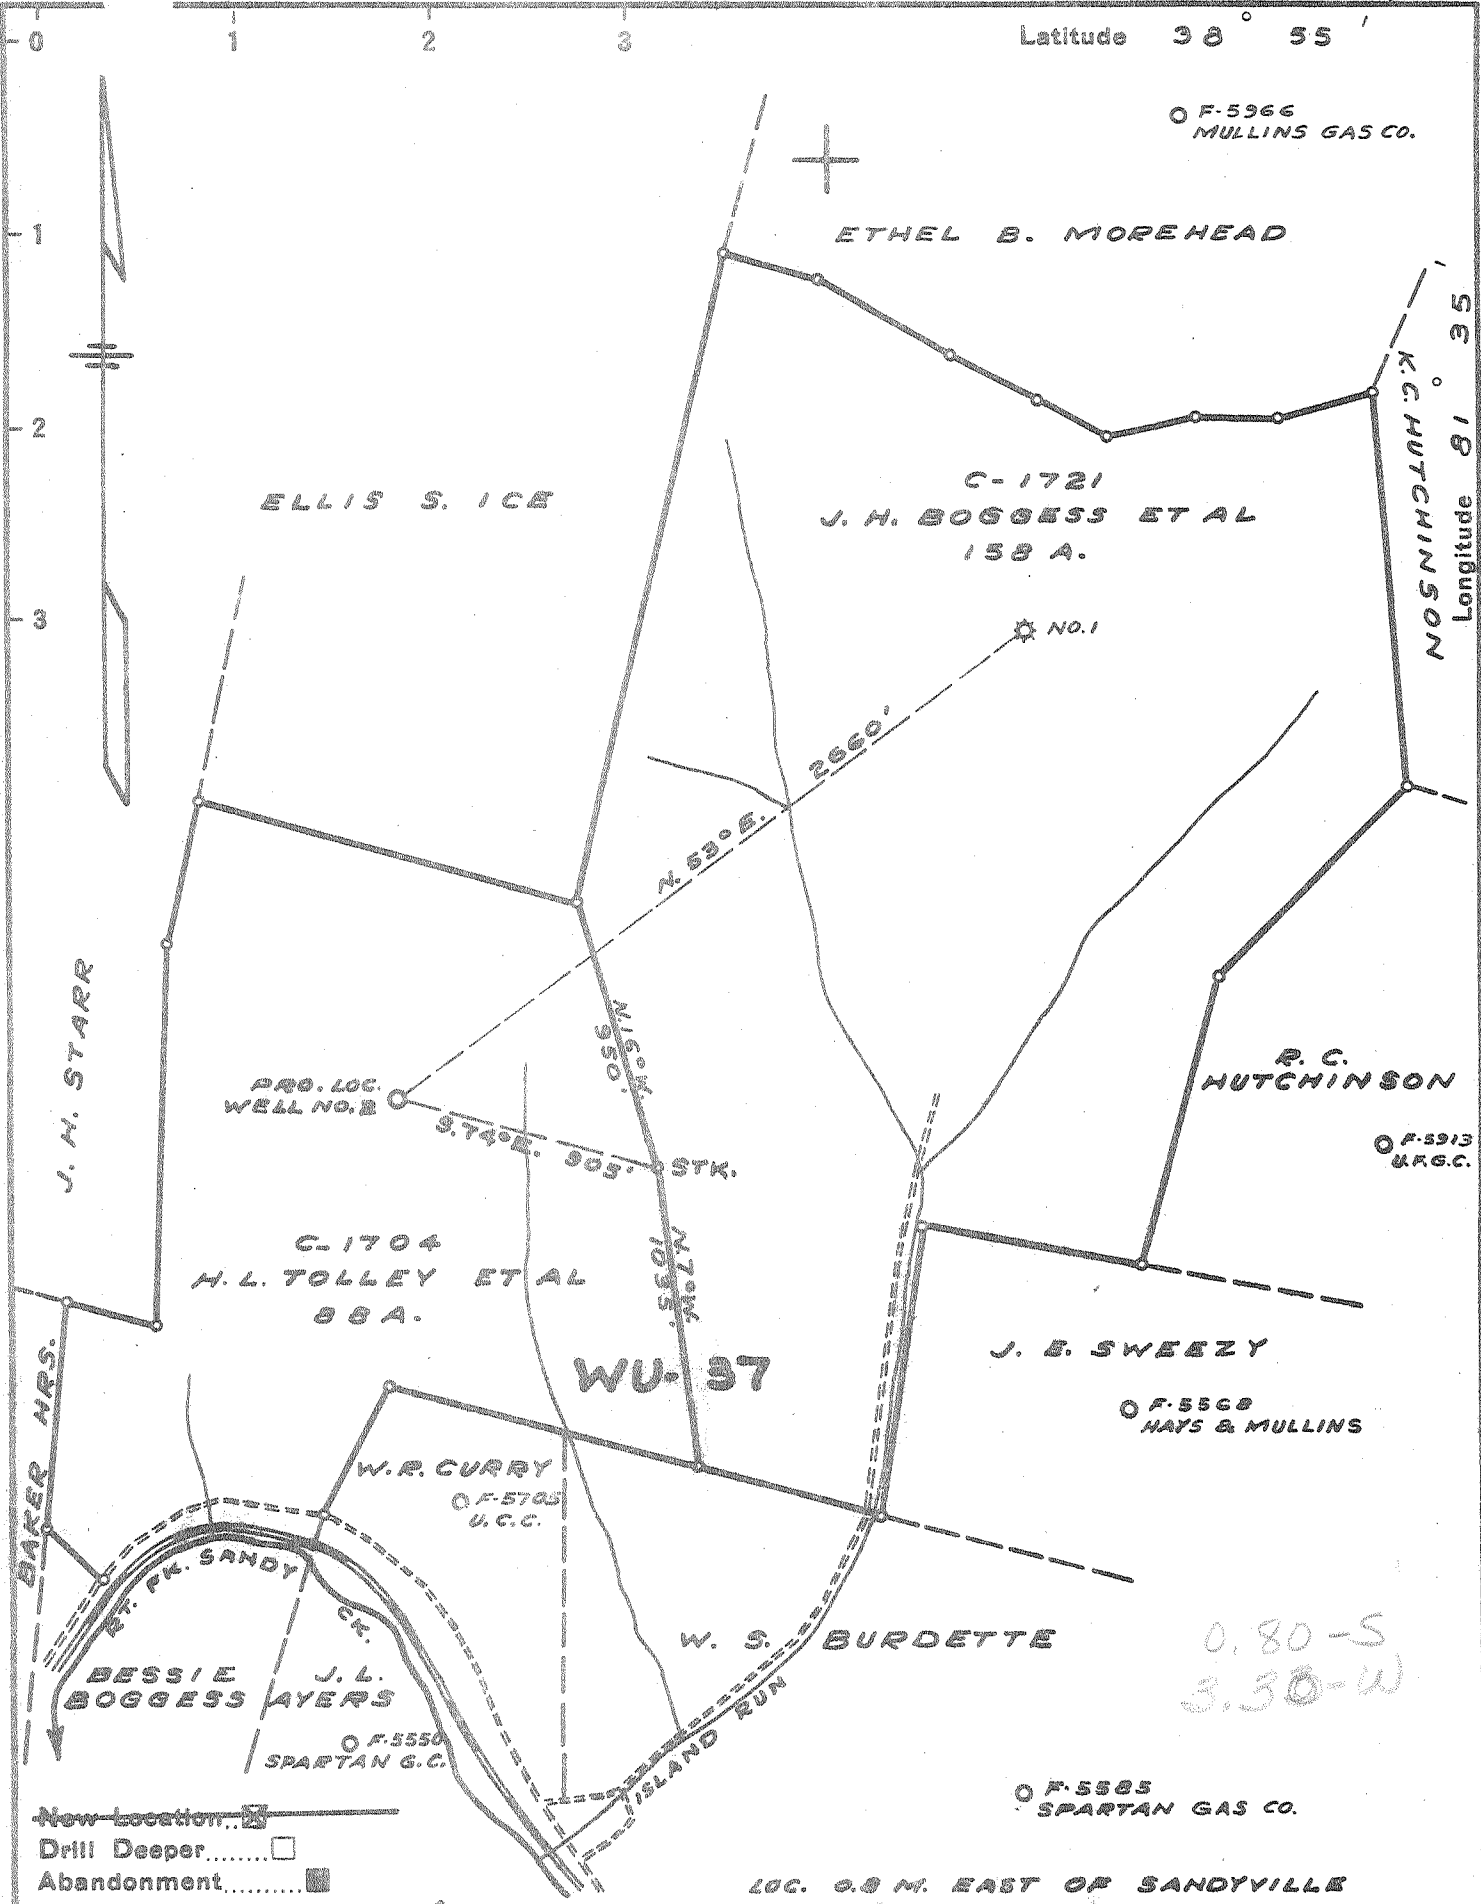 0 1 2 3
Latitude 38° 55'
F-5966
MULLINS GAS CO.
1
ETHEL B. MOREHEAD
2
3
Longitude 81° 35'
K.C. HUTCHINSON
ELLIS S. ICE
C-1721
J.H. BOGGESS ET AL
158 A.
NO.1
2660'
N. 53° E.
J.H. STARR
N.16°W.
950'
PRO. LOC.
WELL NO. 2
S.74°E. 905'
STK.
R.C.
HUTCHINSON
F-5913
U.F.G.C.
C-1704
H.L. TOLLEY ET AL
88 A.
N.7°W.
1035'
WU-37
J.E. SWEEZY
F-5568
HAYS & MULLINS
BAKER HRS.
W.R. CURRY
F-5705
U.C.C.
RT. FK. SANDY CK.
W.S. BURDETTE
0.80-S
BESSIE
BOGGESS
J.L.
AYERS
F-5550
SPARTAN G.C.
ISLAND RUN
F-5585
SPARTAN GAS CO.
New Location..
Drill Deeper........
Abandonment..........
LOC. 0.8 M. EAST OF SANDYVILLE